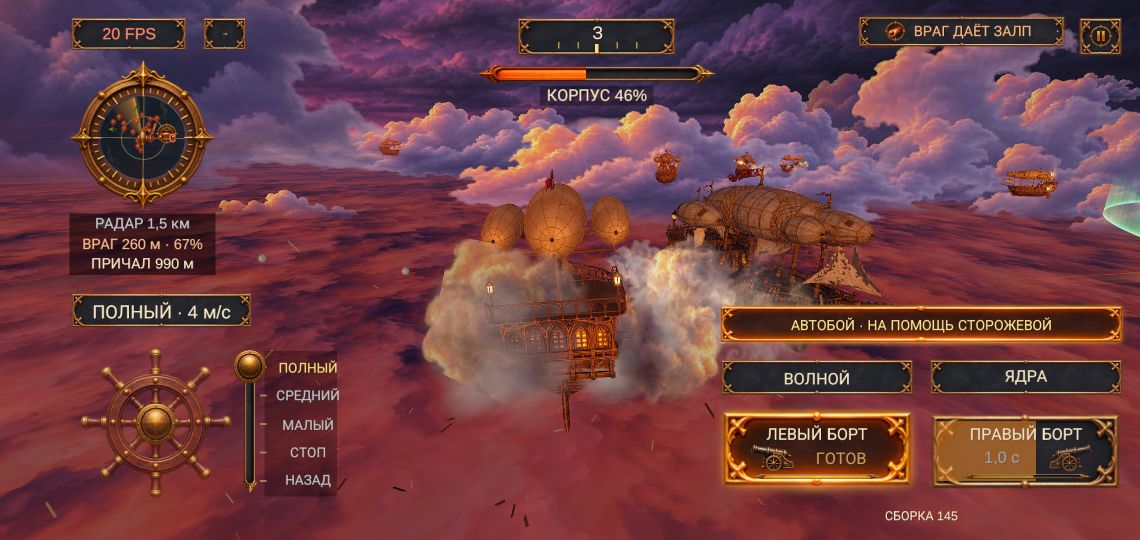 20 FPS
3
ВРАГ ДАЁТ ЗАЛП
КОРПУС 46%
РАДАР 1,5 км
ВРАГ 260 м · 67%
ПРИЧАЛ 990 м
ПОЛНЫЙ · 4 м/с
ПОЛНЫЙ
СРЕДНИЙ
МАЛЫЙ
СТОП
НАЗАД
АВТОБОЙ · НА ПОМОЩЬ СТОРОЖЕВОЙ
ВОЛНОЙ
ЯДРА
ЛЕВЫЙ БОРТ
ГОТОВ
ПРАВЫЙ БОРТ
1,0 с
СБОРКА 145